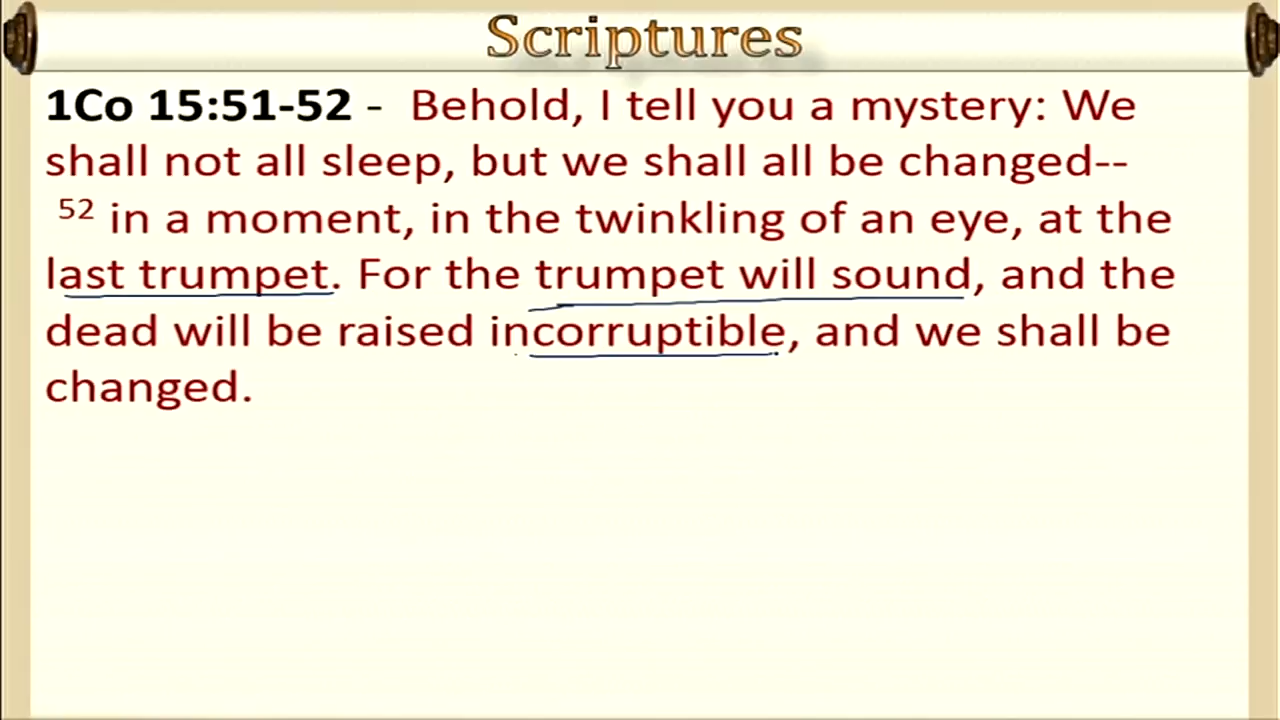 Scriptures
1Co 15:51-52 - Behold, I tell you a mystery: We
shall not all sleep, but we shall all be changed--
52 in a moment, in the twinkling of an eye, at the
last trumpet. For the trumpet will sound, and the
dead will be raised incorruptible, and we shall be
changed.